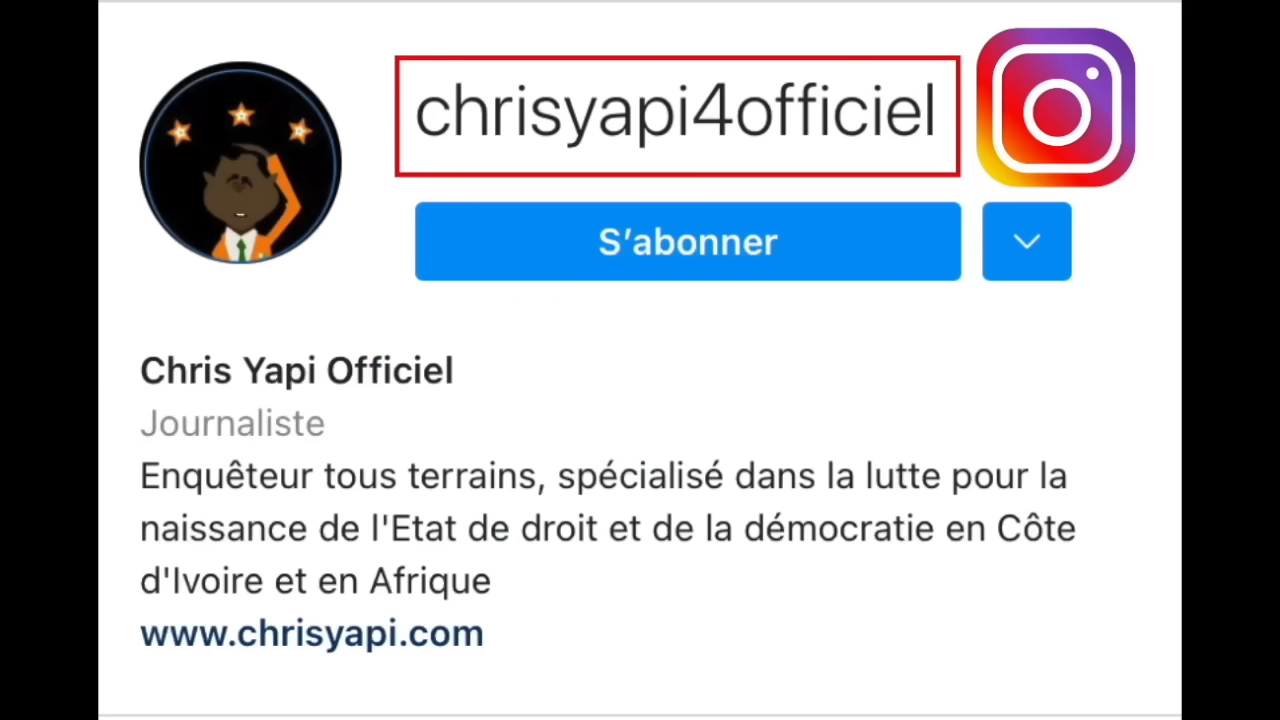 chrisyapi4officiel
S'abonner
Chris Yapi Officiel
Journaliste
Enquêteur tous terrains, spécialisé dans la lutte pour la
naissance de l'Etat de droit et de la démocratie en Côte
d'Ivoire et en Afrique
www.chrisyapi.com